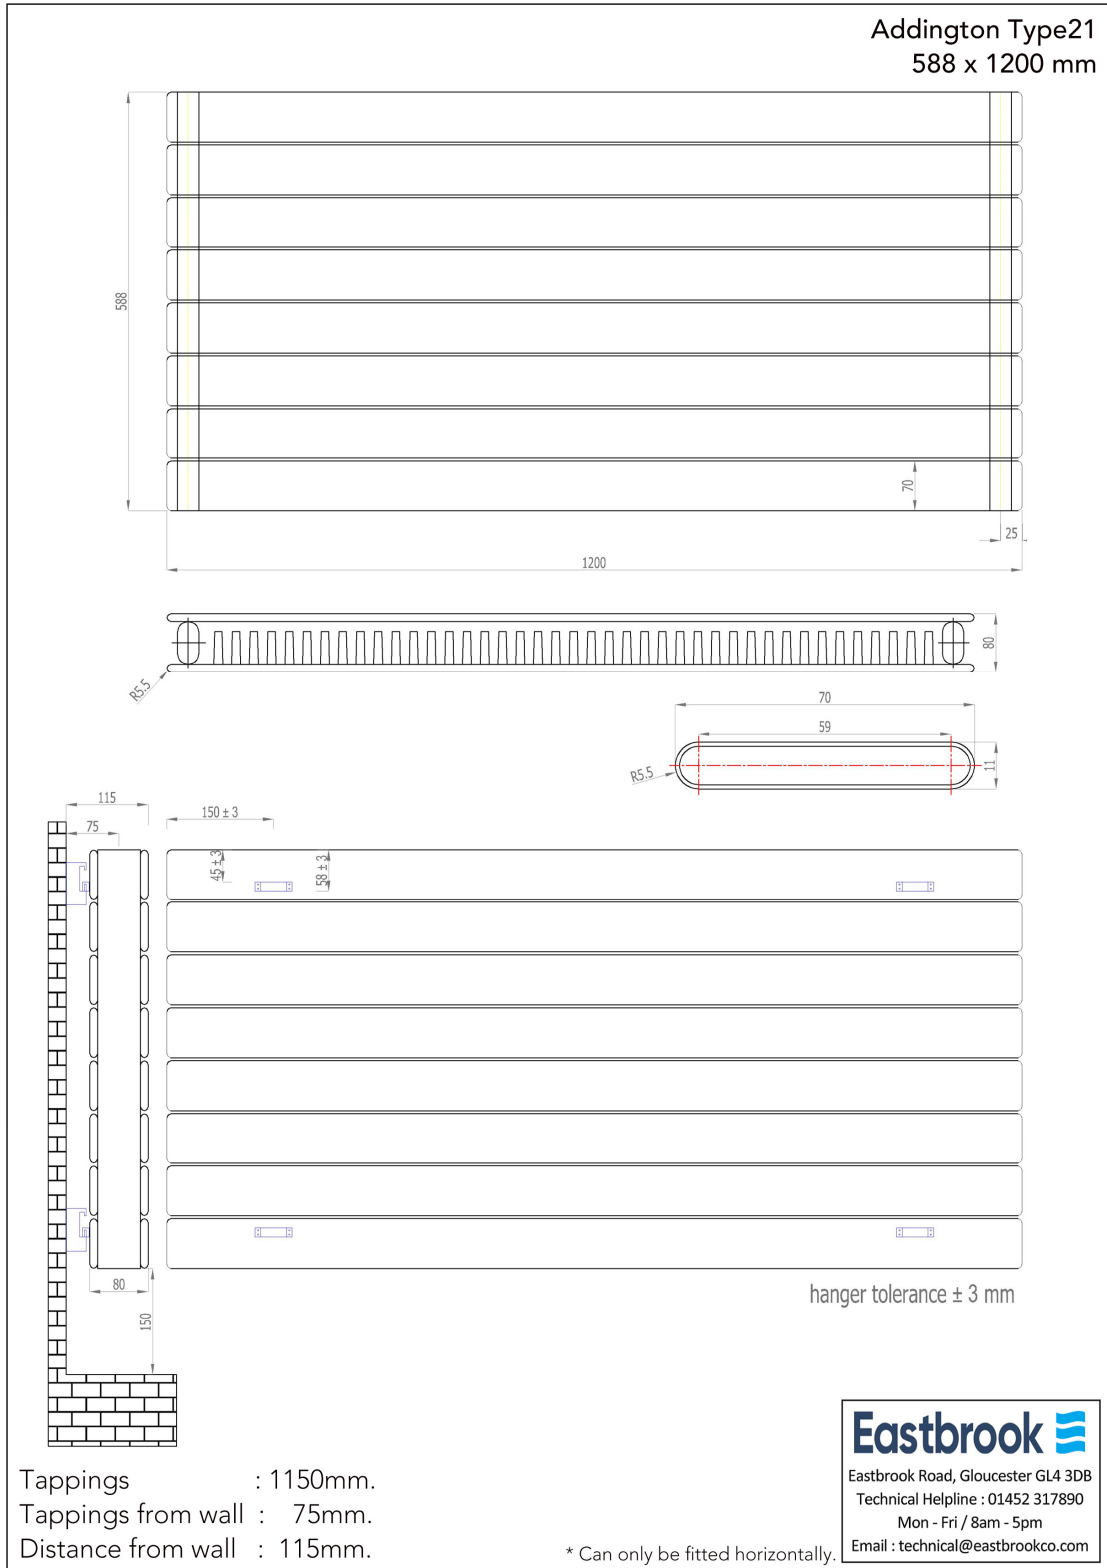 Addington Type21
588 x 1200 mm
588
70
25
1200
80
R5.5
70
59
R5.5
11
115
75
150 ± 3
45 ± 3
58 ± 3
80
150
hanger tolerance ± 3 mm
Tappings : 1150mm.
Tappings from wall : 75mm.
Distance from wall : 115mm.
* Can only be fitted horizontally.
Eastbrook
Eastbrook Road, Gloucester GL4 3DB
Technical Helpline : 01452 317890
Mon - Fri / 8am - 5pm
Email : technical@eastbrookco.com